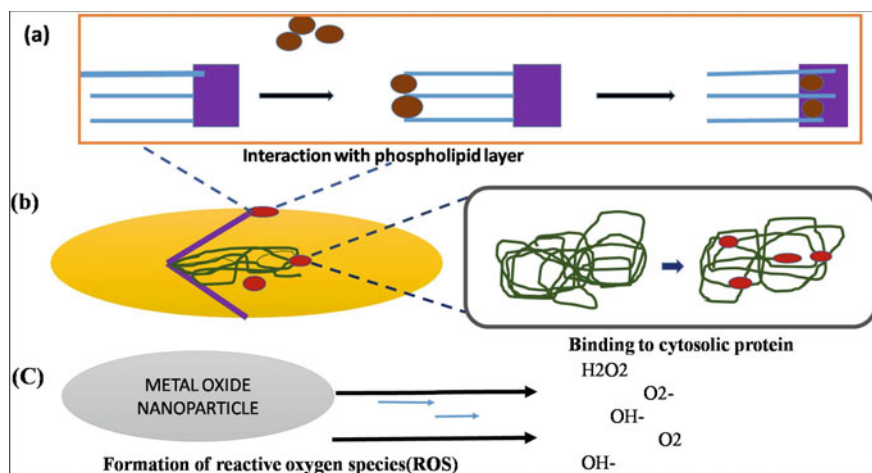 (a)
Interaction with phospholipid layer
(b)
Binding to cytosolic protein
(C)
METAL OXIDE
NANOPARTICLE
H2O2
O2-
OH-
O2
OH-
Formation of reactive oxygen species(ROS)